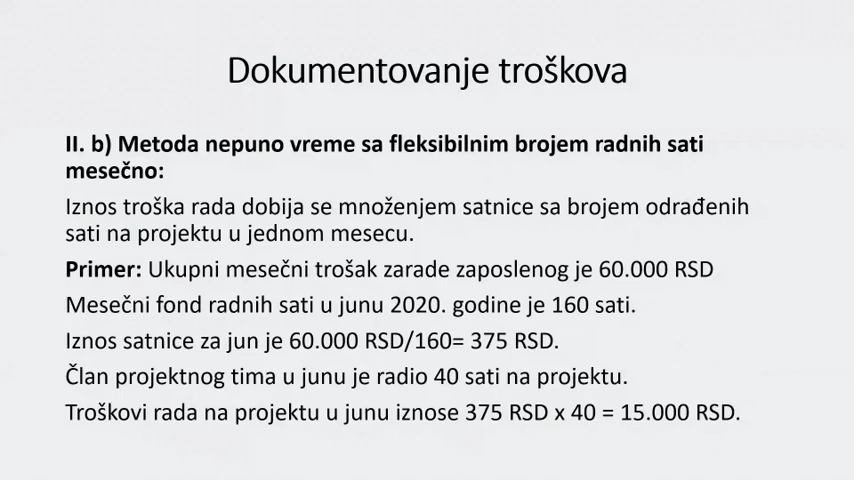 Dokumentovanje troškova
II. b) Metoda nepuno vreme sa fleksibilnim brojem radnih sati
mesečno:
Iznos troška rada dobija se množenjem satnice sa brojem odrađenih
sati na projektu u jednom mesecu.
Primer: Ukupni mesečni trošak zarade zaposlenog je 60.000 RSD
Mesečni fond radnih sati u junu 2020. godine je 160 sati.
Iznos satnice za jun je 60.000 RSD/160= 375 RSD.
Član projektnog tima u junu je radio 40 sati na projektu.
Troškovi rada na projektu u junu iznose 375 RSD x 40 = 15.000 RSD.